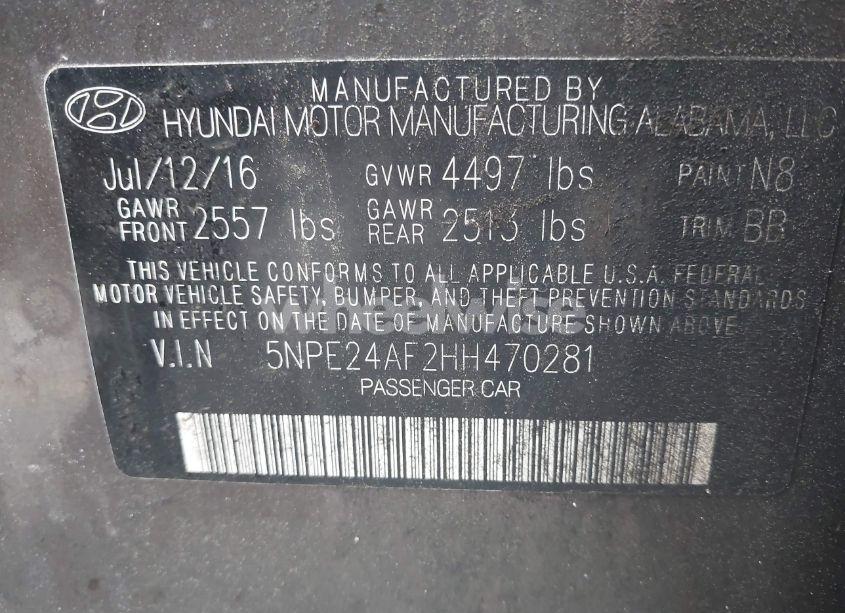 MANUFACTURED BY
HYUNDAI MOTOR MANUFACTURING ALABAMA, LLC
Jul/12/16 GVWR 4497 lbs PAINT N8
GAWR FRONT 2557 lbs GAWR REAR 2513 lbs TRIM BB
THIS VEHICLE CONFORMS TO ALL APPLICABLE U.S.A. FEDERAL
MOTOR VEHICLE SAFETY, BUMPER, AND THEFT PREVENTION STANDARDS
IN EFFECT ON THE DATE OF MANUFACTURE SHOWN ABOVE.
V.I.N 5NPE24AF2HH470281
PASSENGER CAR
wheelwise